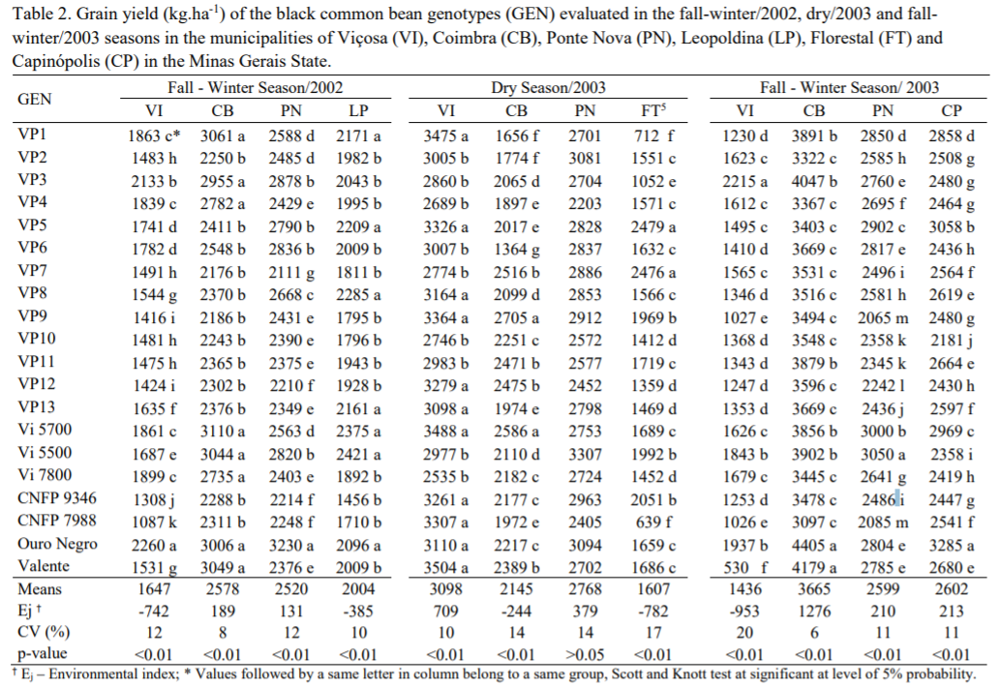 Table 2. Grain yield (kg.ha-1) of the black common bean genotypes (GEN) evaluated in the fall-winter/2002, dry/2003 and fall-
winter/2003 seasons in the municipalities of Viçosa (VI), Coimbra (CB), Ponte Nova (PN), Leopoldina (LP), Florestal (FT) and
Capinópolis (CP) in the Minas Gerais State.
GEN Fall - Winter Season/2002 Dry Season/2003 Fall - Winter Season/ 2003
VI CB PN LP VI CB PN FT5 VI CB PN CP
VP1 1863 c* 3061 a 2588 d 2171 a 3475 a 1656 f 2701 712 f 1230 d 3891 b 2850 d 2858 d
VP2 1483 h 2250 b 2485 d 1982 b 3005 b 1774 f 3081 1551 c 1623 c 3322 c 2585 h 2508 g
VP3 2133 b 2955 a 2878 b 2043 b 2860 b 2065 d 2704 1052 e 2215 a 4047 b 2760 e 2480 g
VP4 1839 c 2782 a 2429 e 1995 b 2689 b 1897 e 2203 1571 c 1612 c 3367 c 2695 f 2464 g
VP5 1741 d 2411 b 2790 b 2209 a 3326 a 2017 e 2828 2479 a 1495 c 3403 c 2902 c 3058 b
VP6 1782 d 2548 b 2836 b 2009 b 3007 b 1364 g 2837 1632 c 1410 d 3669 c 2817 e 2436 h
VP7 1491 h 2176 b 2111 g 1811 b 2774 b 2516 b 2886 2476 a 1565 c 3531 c 2496 i 2564 f
VP8 1544 g 2370 b 2668 c 2285 a 3164 a 2099 d 2853 1566 c 1346 d 3516 c 2581 h 2619 e
VP9 1416 i 2186 b 2431 e 1795 b 3364 a 2705 a 2912 1969 b 1027 e 3494 c 2065 m 2480 g
VP10 1481 h 2243 b 2390 e 1796 b 2746 b 2251 c 2572 1412 d 1368 d 3548 c 2358 k 2181 j
VP11 1475 h 2365 b 2375 e 1943 b 2983 b 2471 b 2577 1719 c 1343 d 3879 b 2345 k 2664 e
VP12 1424 i 2302 b 2210 f 1928 b 3279 a 2475 b 2452 1359 d 1247 d 3596 c 2242 l 2430 h
VP13 1635 f 2376 b 2349 e 2161 a 3098 a 1974 e 2798 1469 d 1353 d 3669 c 2436 j 2597 f
Vi 5700 1861 c 3110 a 2563 d 2375 a 3488 a 2586 a 2753 1689 c 1626 c 3856 b 3000 b 2969 c
Vi 5500 1687 e 3044 a 2820 b 2421 a 2977 b 2110 d 3307 1992 b 1843 b 3902 b 3050 a 2358 i
Vi 7800 1899 c 2735 a 2403 e 1892 b 2535 b 2182 c 2724 1452 d 1679 c 3445 c 2641 g 2419 h
CNFP 9346 1308 j 2288 b 2214 f 1456 b 3261 a 2177 c 2963 2051 b 1253 d 3478 c 2486 i 2447 g
CNFP 7988 1087 k 2311 b 2248 f 1710 b 3307 a 1972 e 2405 639 f 1026 e 3097 c 2085 m 2541 f
Ouro Negro 2260 a 3006 a 3230 a 2096 a 3110 a 2217 c 3094 1659 c 1937 b 4405 a 2804 e 3285 a
Valente 1531 g 3049 a 2376 e 2009 b 3504 a 2389 b 2702 1686 c 530 f 4179 a 2785 e 2680 e
Means 1647 2578 2520 2004 3098 2145 2768 1607 1436 3665 2599 2602
Ej † -742 189 131 -385 709 -244 379 -782 -953 1276 210 213
CV (%) 12 8 12 10 10 14 14 17 20 6 11 11
p-value <0.01 <0.01 <0.01 <0.01 <0.01 <0.01 >0.05 <0.01 <0.01 <0.01 <0.01 <0.01
† Ej – Environmental index; * Values followed by a same letter in column belong to a same group, Scott and Knott test at significant at level of 5% probability.